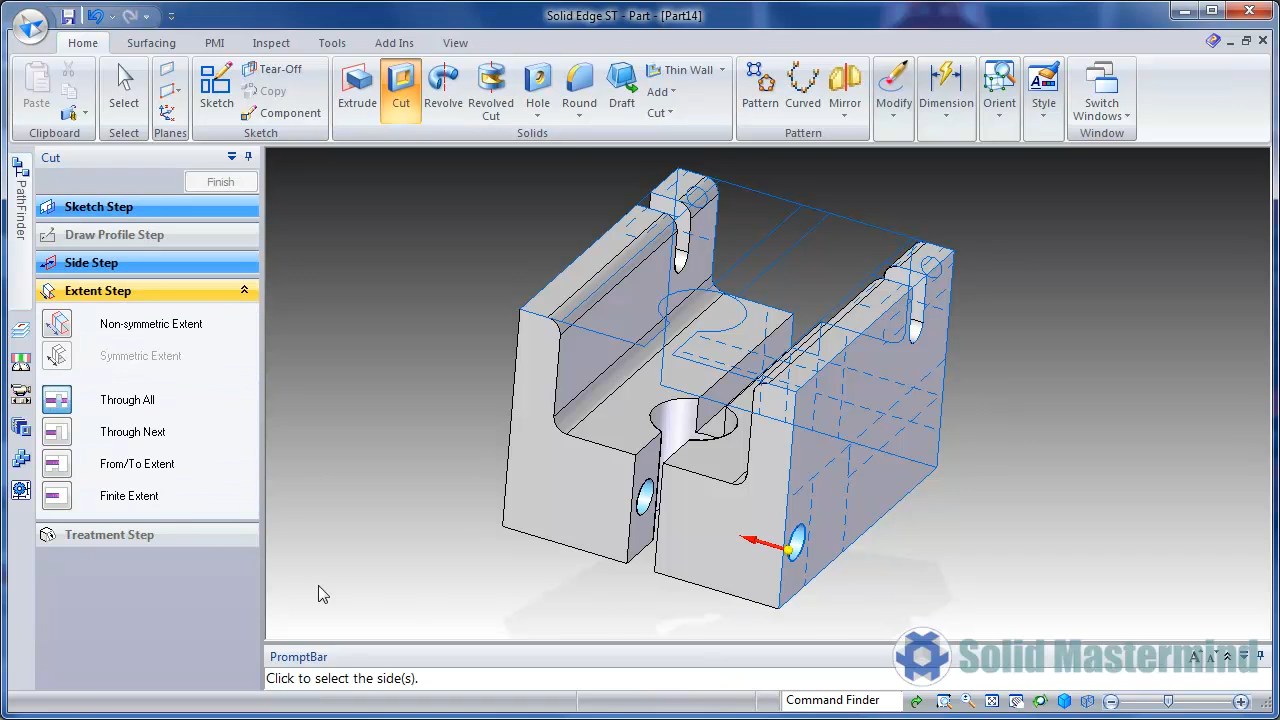 Solid Edge ST - Part - [Part14]
Home
Surfacing
PMI
Inspect
Tools
Add Ins
View
Paste
Clipboard
Select
Select
Planes
Sketch
Tear-Off
Copy
Component
Sketch
Extrude
Cut
Revolve
Revolved Cut
Hole
Round
Draft
Thin Wall
Add
Cut
Solids
Pattern
Curved
Mirror
Pattern
Modify
Dimension
Orient
Style
Switch Windows
Window
PathFinder
Cut
Finish
Sketch Step
Draw Profile Step
Side Step
Extent Step
Non-symmetric Extent
Symmetric Extent
Through All
Through Next
From/To Extent
Finite Extent
Treatment Step
PromptBar
Click to select the side(s).
Solid Mastermind
Command Finder